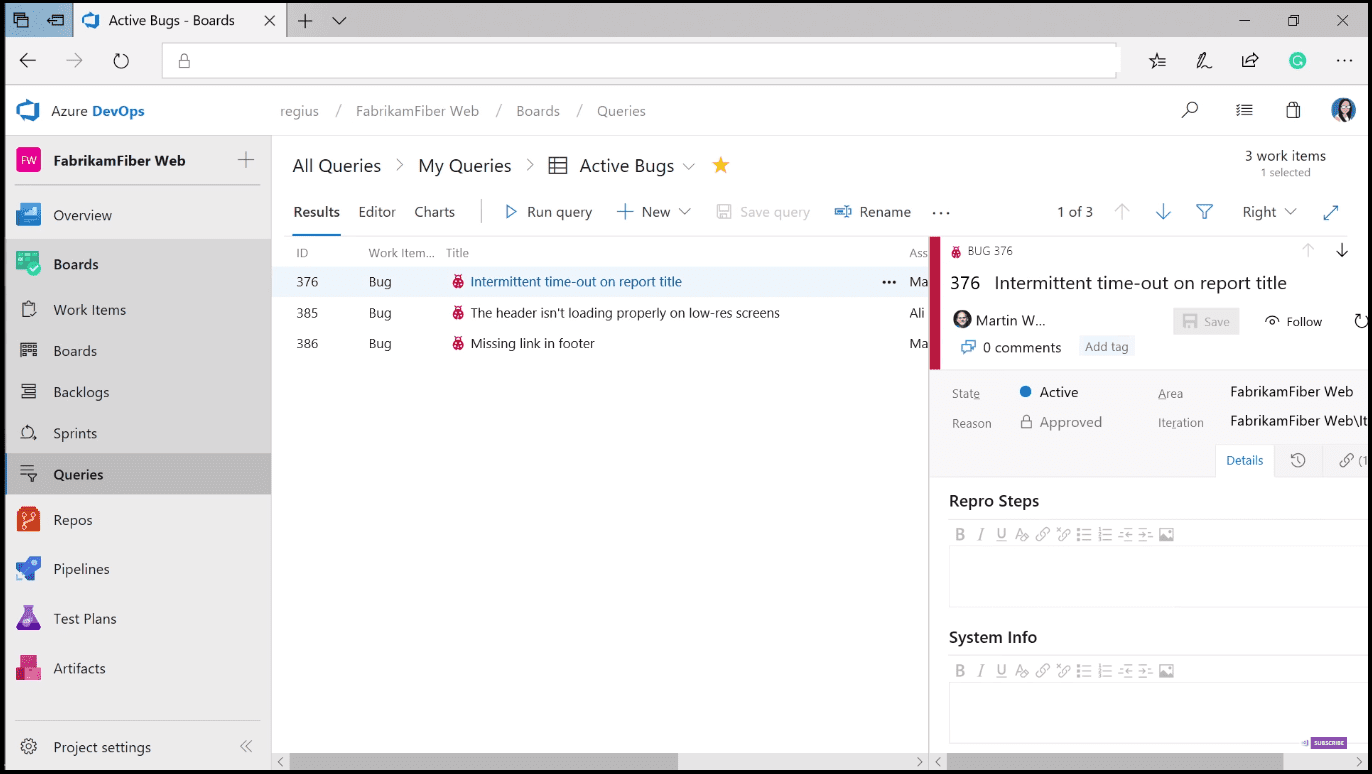 Active Bugs - Boards
Azure DevOps
regius / FabrikamFiber Web / Boards / Queries
FW FabrikamFiber Web
Overview
Boards
Work Items
Boards
Backlogs
Sprints
Queries
Repos
Pipelines
Test Plans
Artifacts
Project settings
All Queries > My Queries > Active Bugs
3 work items
1 selected
Results Editor Charts Run query New Save query Rename ... 1 of 3 Right
ID Work Item... Title Ass
376 Bug Intermittent time-out on report title ... Ma
385 Bug The header isn't loading properly on low-res screens Ali
386 Bug Missing link in footer Ma
BUG 376
376 Intermittent time-out on report title
Martin W... Save Follow
0 comments Add tag
State Active Area FabrikamFiber Web
Reason Approved Iteration FabrikamFiber Web\It
Details (1
Repro Steps
B I U
System Info
B I U
SUBSCRIBE